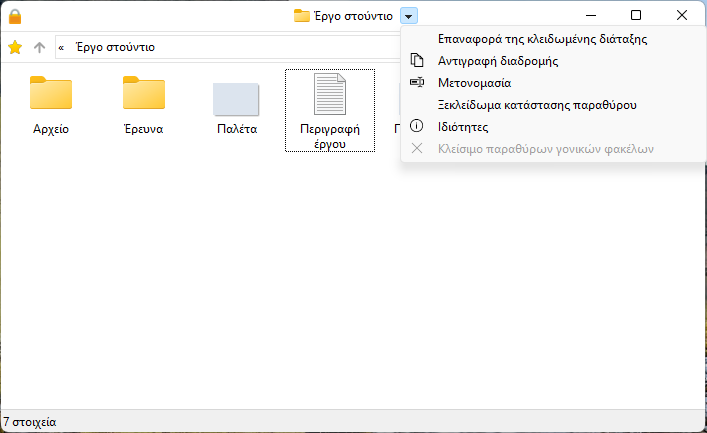 Έργο στούντιο
« Έργο στούντιο
Επαναφορά της κλειδωμένης διάταξης
Αντιγραφή διαδρομής
Μετονομασία
Ξεκλείδωμα κατάστασης παραθύρου
Ιδιότητες
Κλείσιμο παραθύρων γονικών φακέλων
Αρχείο
Έρευνα
Παλέτα
Περιγραφή
έργου
7 στοιχεία